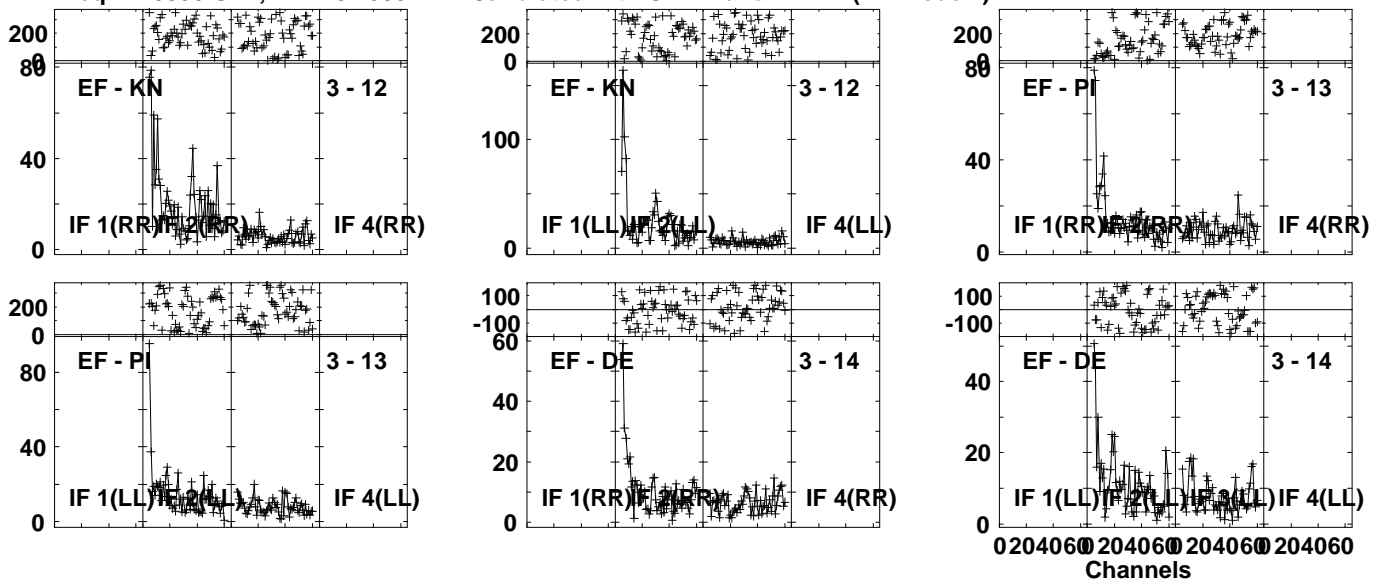 200
0
80
EF - KN
3 - 12
40
IF 1(RR)
IF 2(RR)
IF 4(RR)
0
200
0
EF - KN
3 - 12
100
IF 1(LL)
IF 2(LL)
IF 4(LL)
0
200
0
80
EF - PI
3 - 13
40
IF 1(RR)
IF 2(RR)
IF 4(RR)
0
200
0
80
EF - PI
3 - 13
40
IF 1(LL)
IF 2(LL)
IF 4(LL)
0
100
-100
60
EF - DE
3 - 14
40
20
IF 1(RR)
IF 2(RR)
IF 4(RR)
0
100
-100
EF - DE
3 - 14
40
20
IF 1(LL)
IF 2(LL)
IF 3(LL)
IF 4(LL)
0
0 20 40 60 0 20 40 60 0 20 40 60 0 20 40 60
Channels